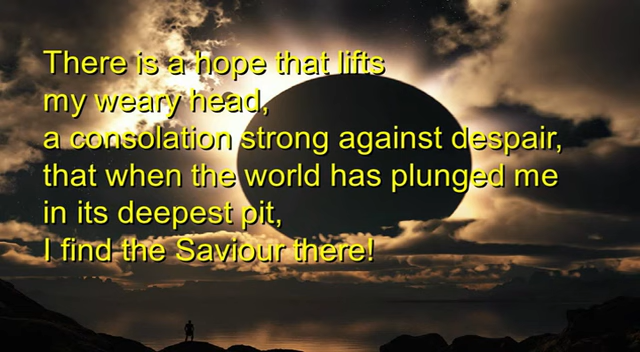 There is a hope that lifts
my weary head,
a consolation strong against despair,
that when the world has plunged me
in its deepest pit,
I find the Saviour there!